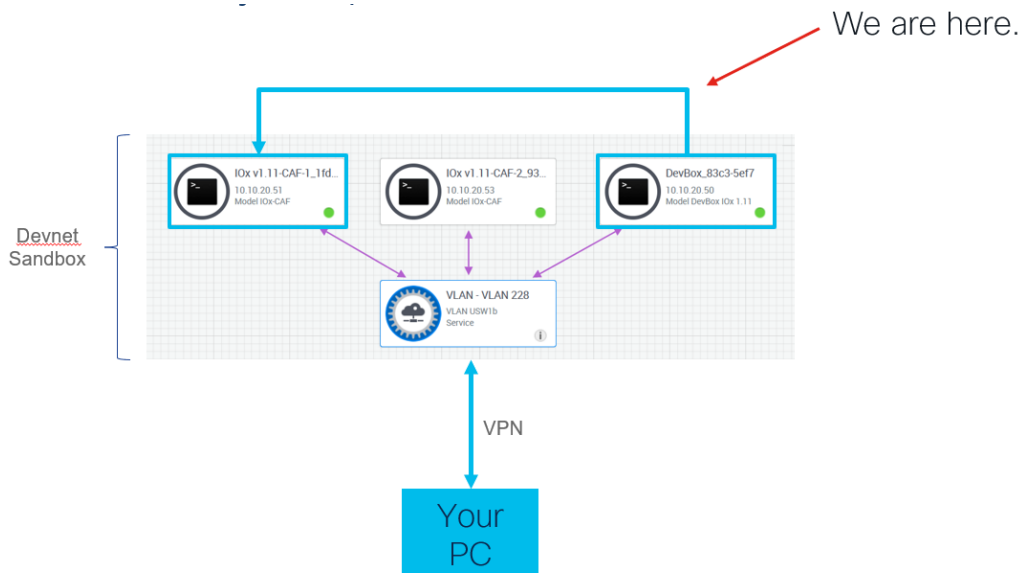 We are here.
Devnet
Sandbox
IOx v1.11-CAF-1_1fd...
10.10.20.51
Model IOx-CAF
IOx v1.11-CAF-2_93...
10.10.20.53
Model IOx-CAF
DevBox_83c3-5ef7
10.10.20.50
Model DevBox IOx 1.11
VLAN - VLAN 228
VLAN USW1b
Service
VPN
Your
PC